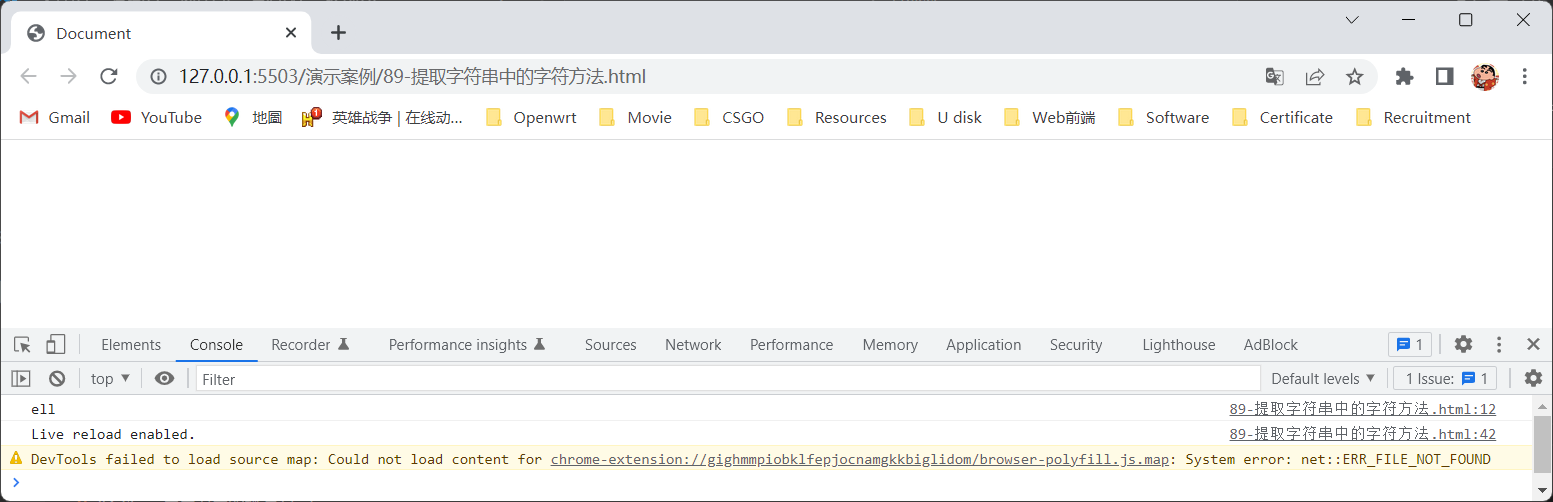 Document
127.0.0.1:5503/演示案例/89-提取字符串中的字符方法.html
Gmail YouTube 地圖 英雄战争 | 在线动... Openwrt Movie CSGO Resources U disk Web前端 Software Certificate Recruitment
Elements Console Recorder Performance insights Sources Network Performance Memory Application Security Lighthouse AdBlock 1
top Filter Default levels 1 Issue: 1
ell 89-提取字符串中的字符方法.html:12
Live reload enabled. 89-提取字符串中的字符方法.html:42
DevTools failed to load source map: Could not load content for chrome-extension://gighmmpiobklfepjocnamgkkbiglidom/browser-polyfill.js.map: System error: net::ERR_FILE_NOT_FOUND